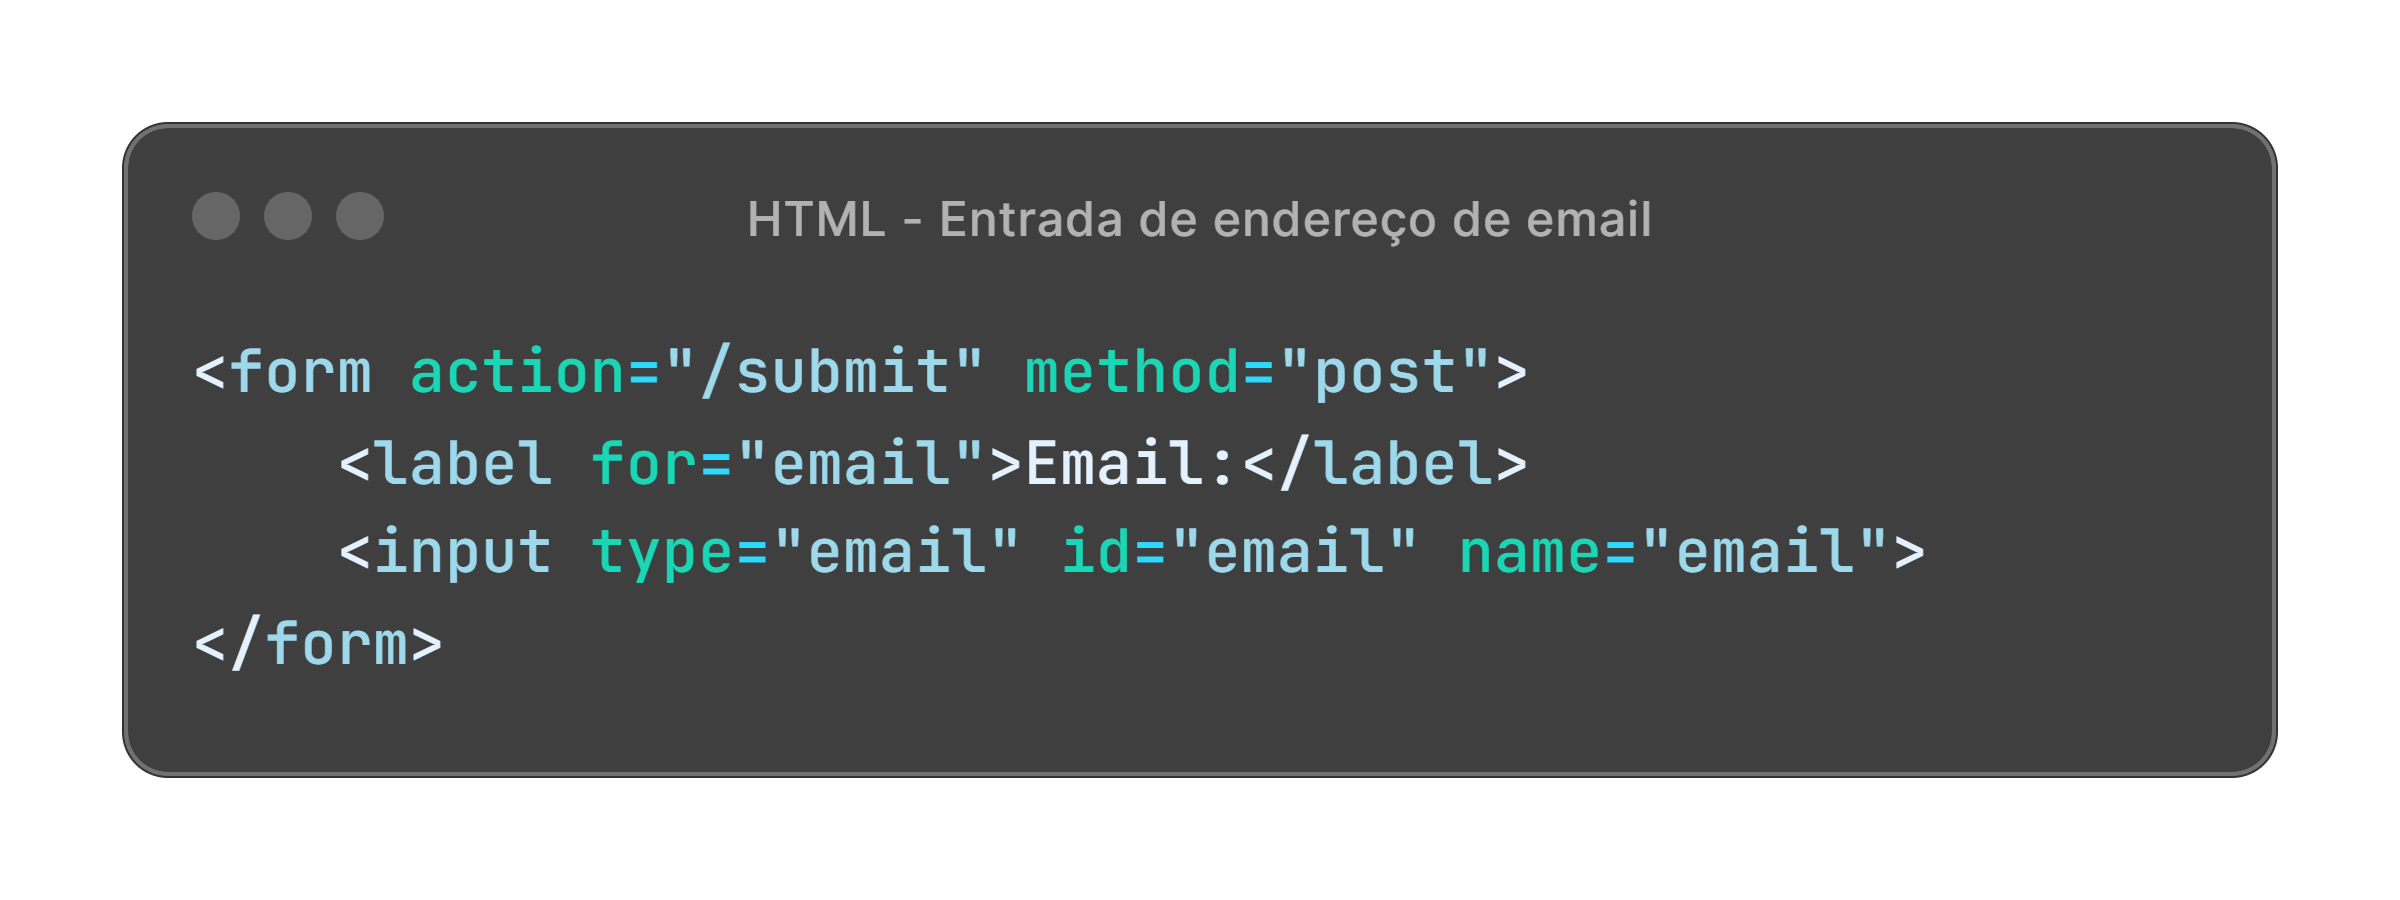 HTML - Entrada de endereço de email
<form action="/submit" method="post">
    <label for="email">Email:</label>
    <input type="email" id="email" name="email">
</form>